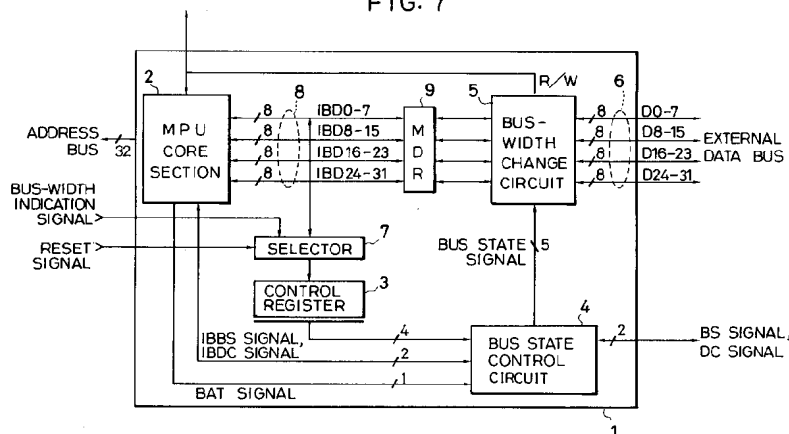 FIG. 7
R/W
2
MPU
CORE
SECTION
8
8
8
8
8
IBD0-7
IBD8-15
IBD16-23
IBD24-31
9
M
D
R
5
BUS-
WIDTH
CHANGE
CIRCUIT
6
8
8
8
8
D0-7
D8-15
D16-23
D24-31
EXTERNAL
DATA BUS
ADDRESS
BUS
32
BUS-WIDTH
INDICATION
SIGNAL
RESET
SIGNAL
SELECTOR
7
CONTROL
REGISTER
3
BUS STATE
SIGNAL
5
4
BUS STATE
CONTROL
CIRCUIT
IBBS SIGNAL,
IBDC SIGNAL
4
2
BAT SIGNAL
1
2
BS SIGNAL,
DC SIGNAL
1